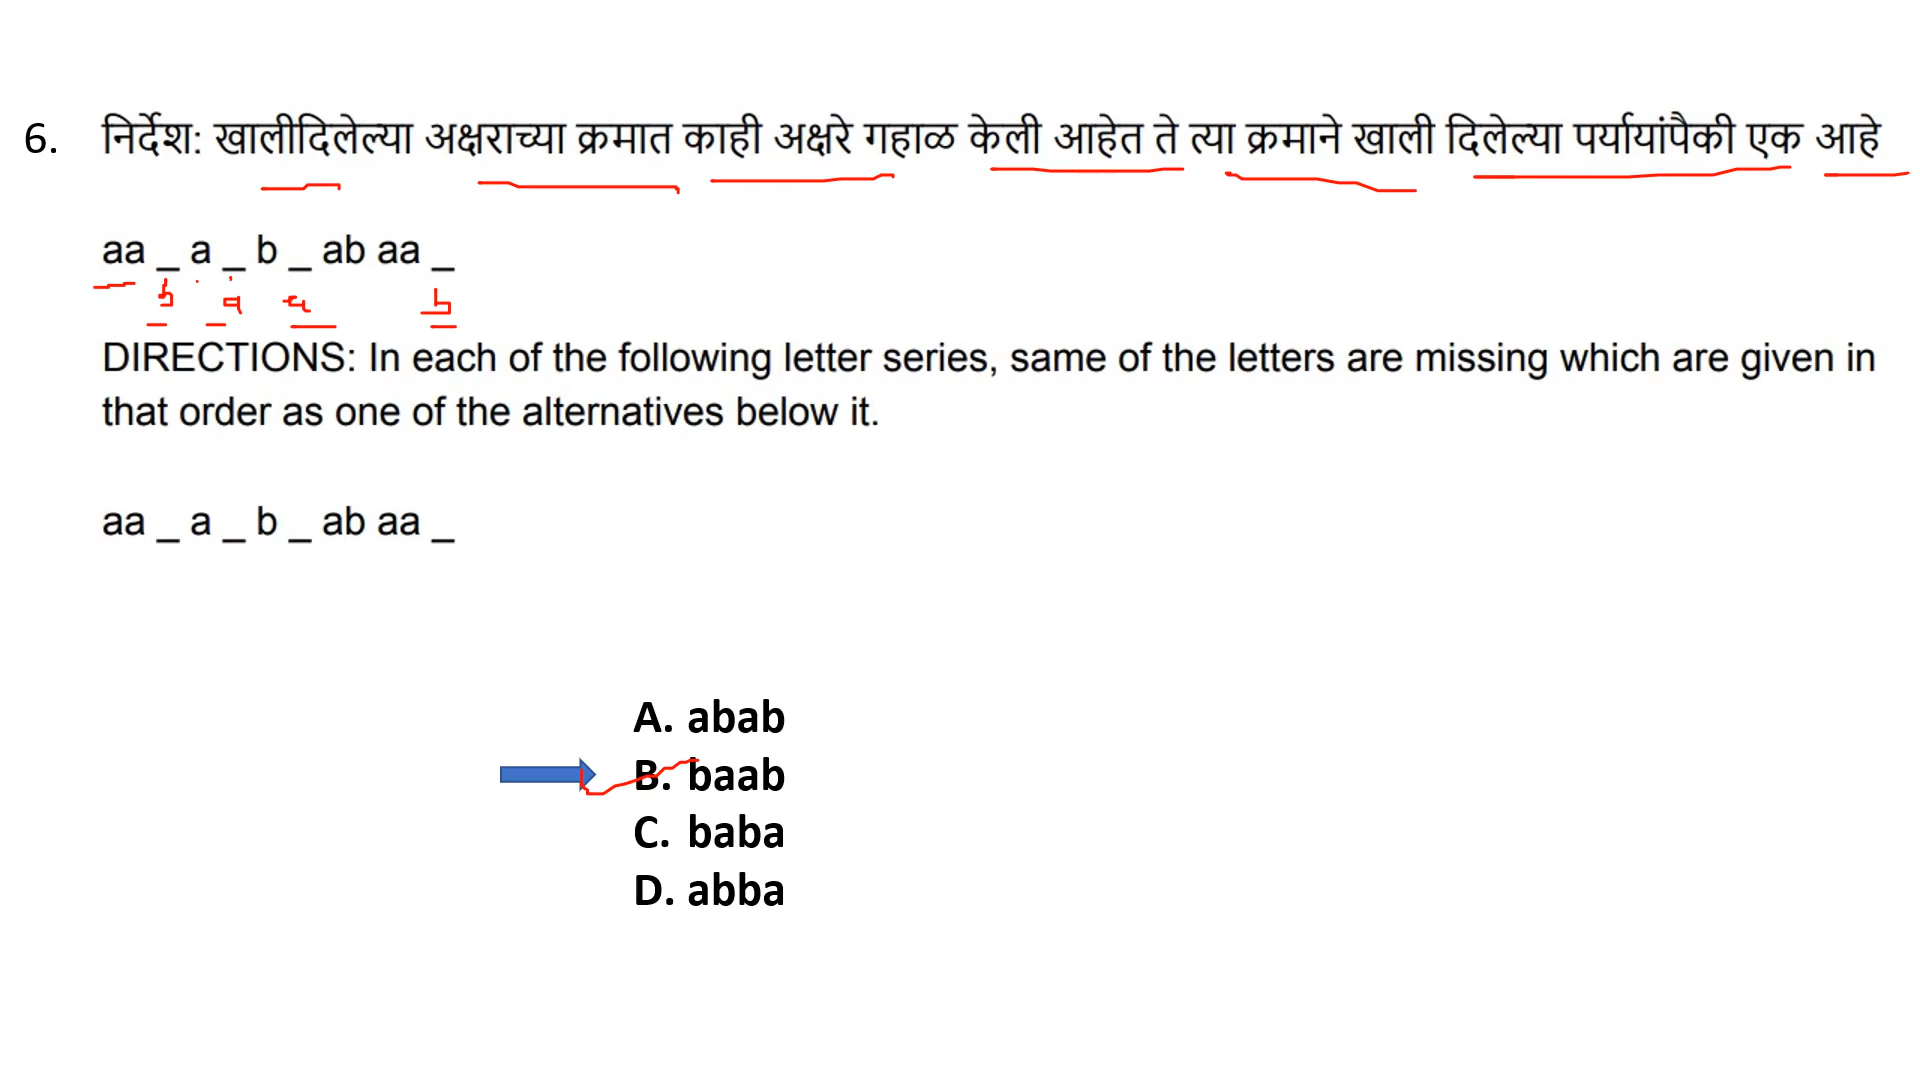 6. निर्देश: खालीदिलेल्या अक्षराच्या क्रमात काही अक्षरे गहाळ केली आहेत ते त्या क्रमाने खाली दिलेल्या पर्यायांपैकी एक आहे
aa _ a _ b _ ab aa _
b a a b
DIRECTIONS: In each of the following letter series, same of the letters are missing which are given in
that order as one of the alternatives below it.
aa _ a _ b _ ab aa _
A. abab
B. baab
C. baba
D. abba